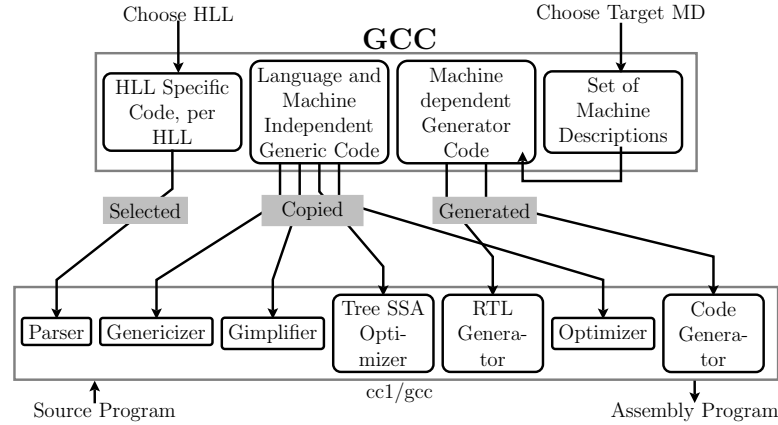 Choose HLL
Choose Target MD
GCC
HLL Specific
Code, per
HLL
Language and
Machine
Independent
Generic Code
Machine
dependent
Generator
Code
Set of
Machine
Descriptions
Selected
Copied
Generated
Parser
Genericizer
Gimplifier
Tree SSA
Opti-
mizer
RTL
Genera-
tor
Optimizer
Code
Genera-
tor
cc1/gcc
Source Program
Assembly Program